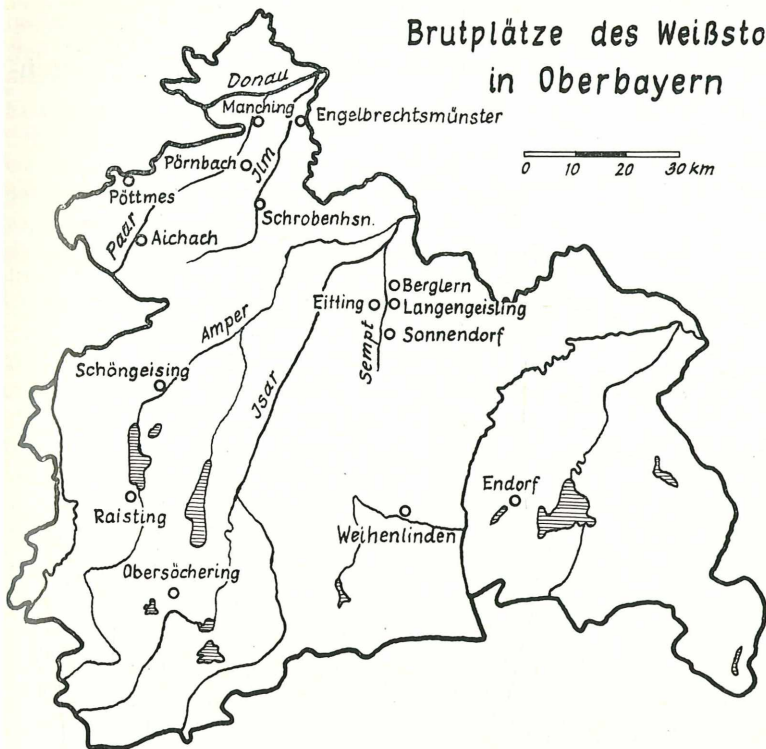 Brutplätze des Weißsto
in Oberbayern
0 10 20 30 km
Donau
Manching
Engelbrechtsmünster
Pörnbach
Jlm
Pöttmes
Schrobenhsn.
Paar
Aichach
Berglern
Eitting
Langengeisling
Amper
Sonnendorf
Sempt
Schöngeising
Jsar
Endorf
Raisting
Weihenlinden
Obersöchering